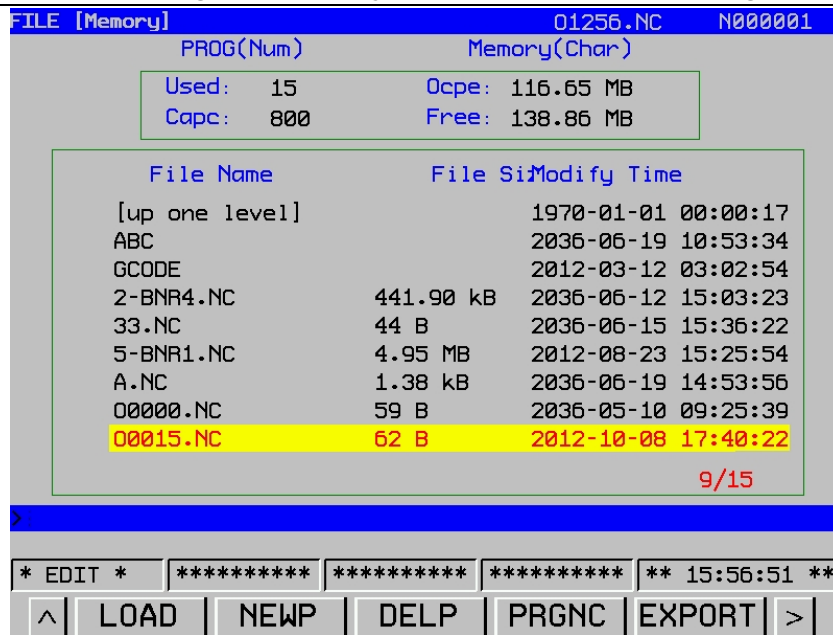 FILE [Memory] O1256.NC N000001
PROG(Num) Memory(Char)
Used: 15 Ocpe: 116.65 MB
Capc: 800 Free: 138.86 MB
File Name File Si Modify Time
[up one level] 1970-01-01 00:00:17
ABC 2036-06-19 10:53:34
GCODE 2012-03-12 03:02:54
2-BNR4.NC 441.90 kB 2036-06-12 15:03:23
33.NC 44 B 2036-06-15 15:36:22
5-BNR1.NC 4.95 MB 2012-08-23 15:25:54
A.NC 1.38 kB 2036-06-19 14:53:56
O0000.NC 59 B 2036-05-10 09:25:39
O0015.NC 62 B 2012-10-08 17:40:22
9/15
>
* EDIT * ********** ********** ********** ** 15:56:51 **
^ LOAD NEWP DELP PRGNC EXPORT >